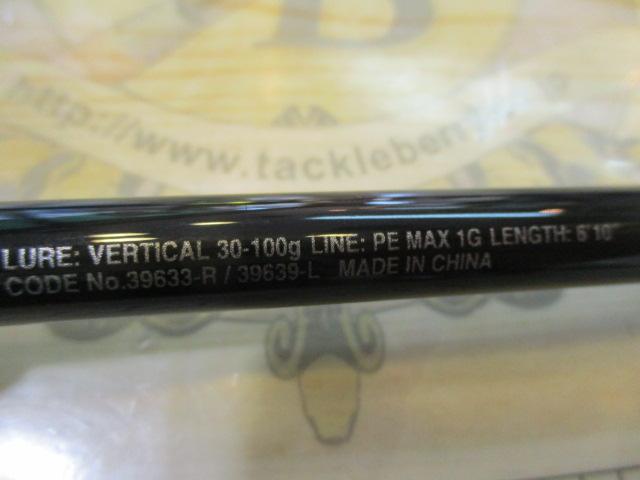 http://www.tackleberry
LURE: VERTICAL 30-100g LINE: PE MAX 1G LENGTH: 6'10"
CODE No.39633-R / 39639-L MADE IN CHINA